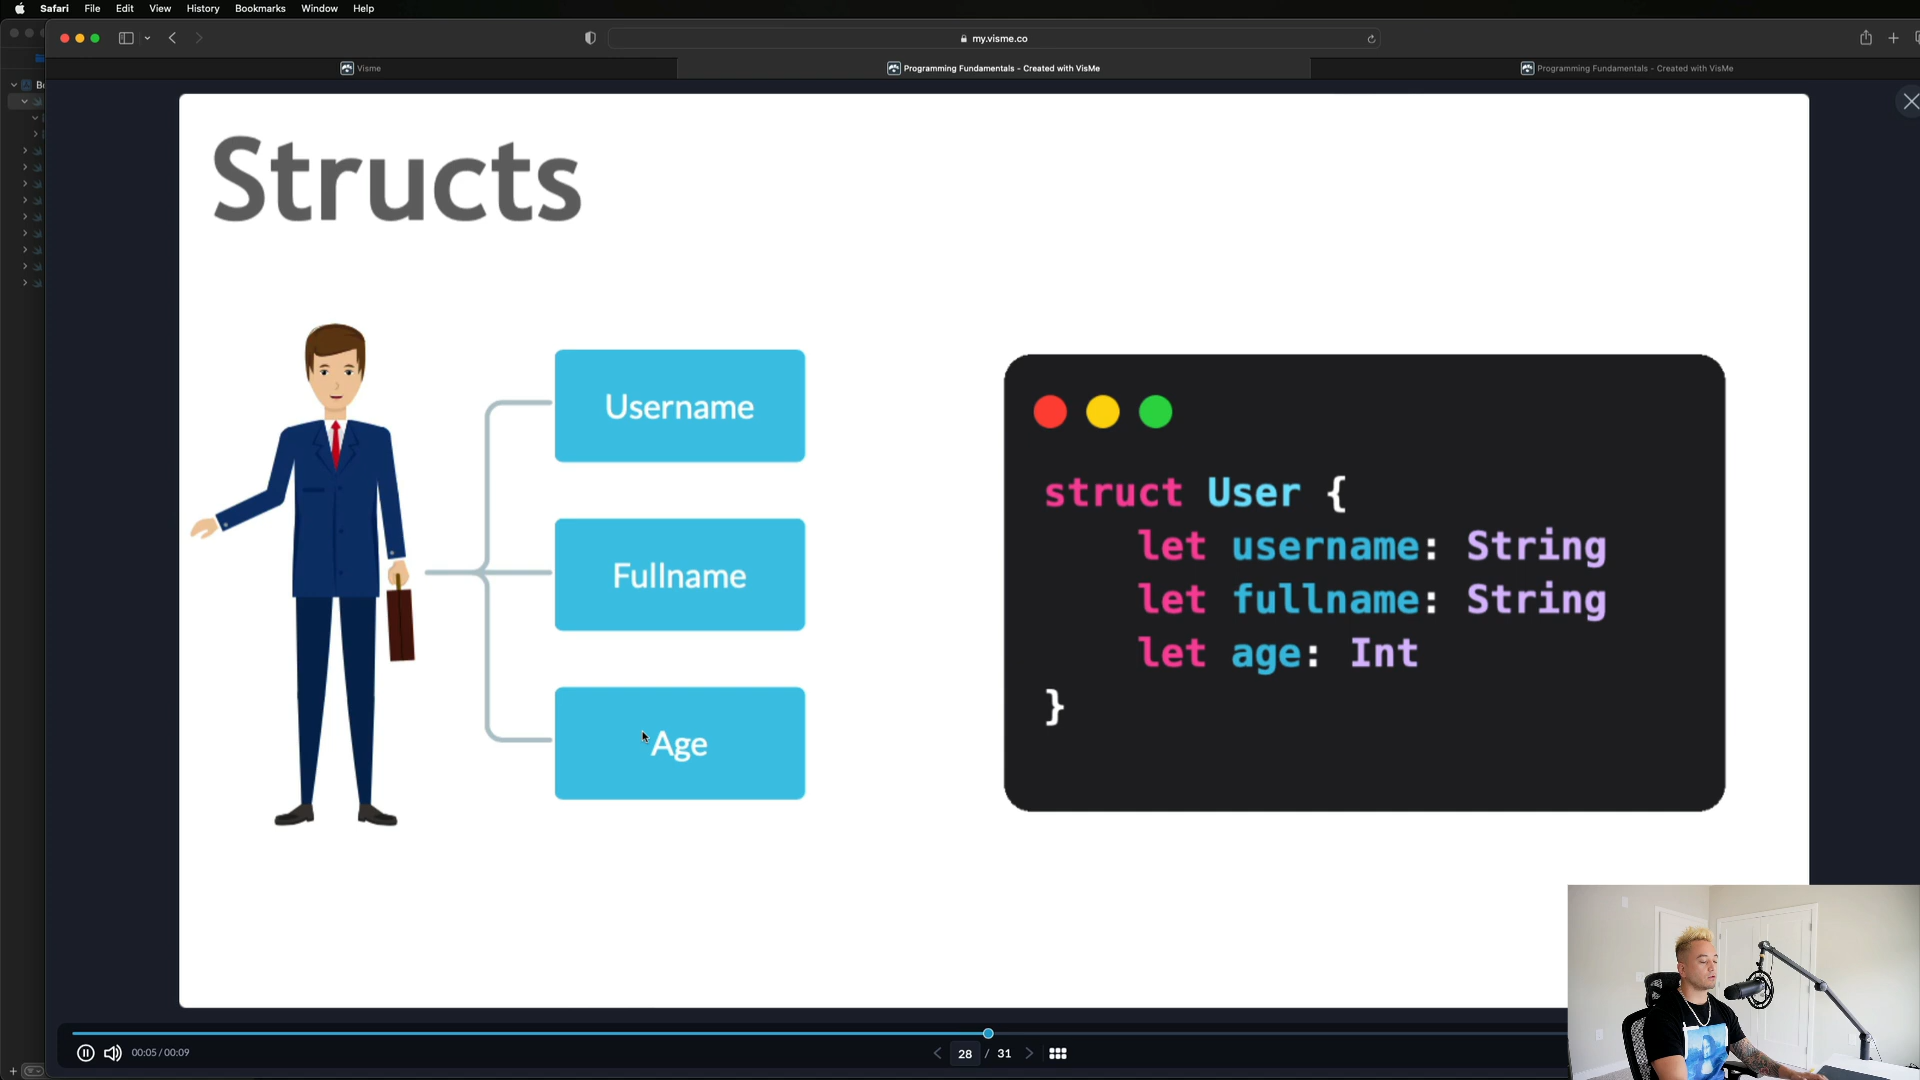 Safari File Edit View History Bookmarks Window Help
my.visme.co
Visme
Programming Fundamentals - Created with VisMe
Programming Fundamentals - Created with VisMe
Structs
Username
Fullname
Age
struct User {
let username: String
let fullname: String
let age: Int
}
00:05/00:09
28 / 31